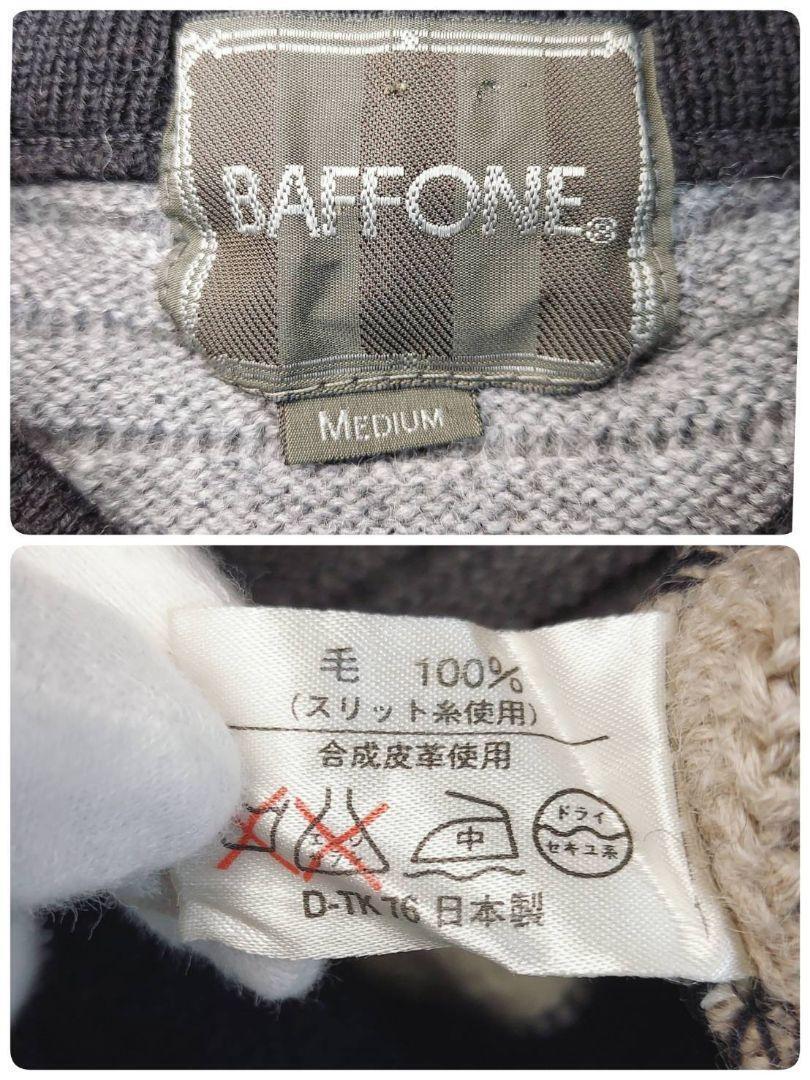 BAFFONE®
MEDIUM
毛 100%
(スリット糸使用)
合成皮革使用
中
ドライ
セキユ系
D-TK16 日本製